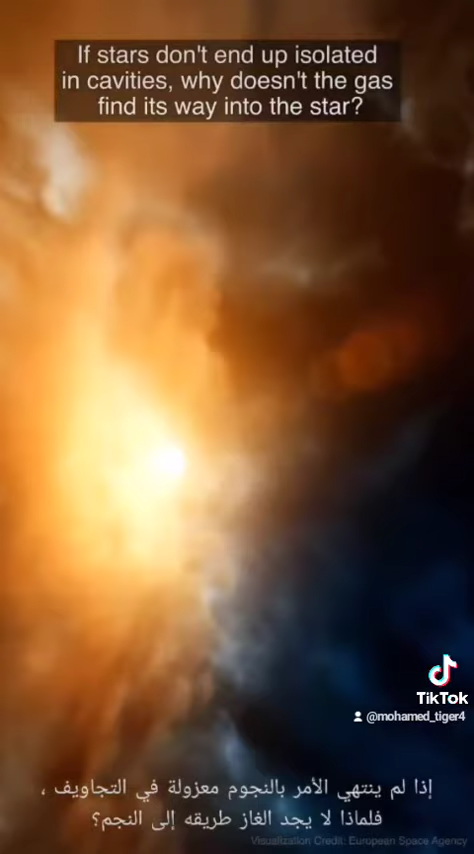 If stars don't end up isolated
in cavities, why doesn't the gas
find its way into the star?
TikTok
@mohamed_tiger4
إذا لم ينتهي الأمر بالنجوم معزولة في التجاويف ،
فلماذا لا يجد الغاز طريقه إلى النجم؟
Visualization Credit: European Space Agency